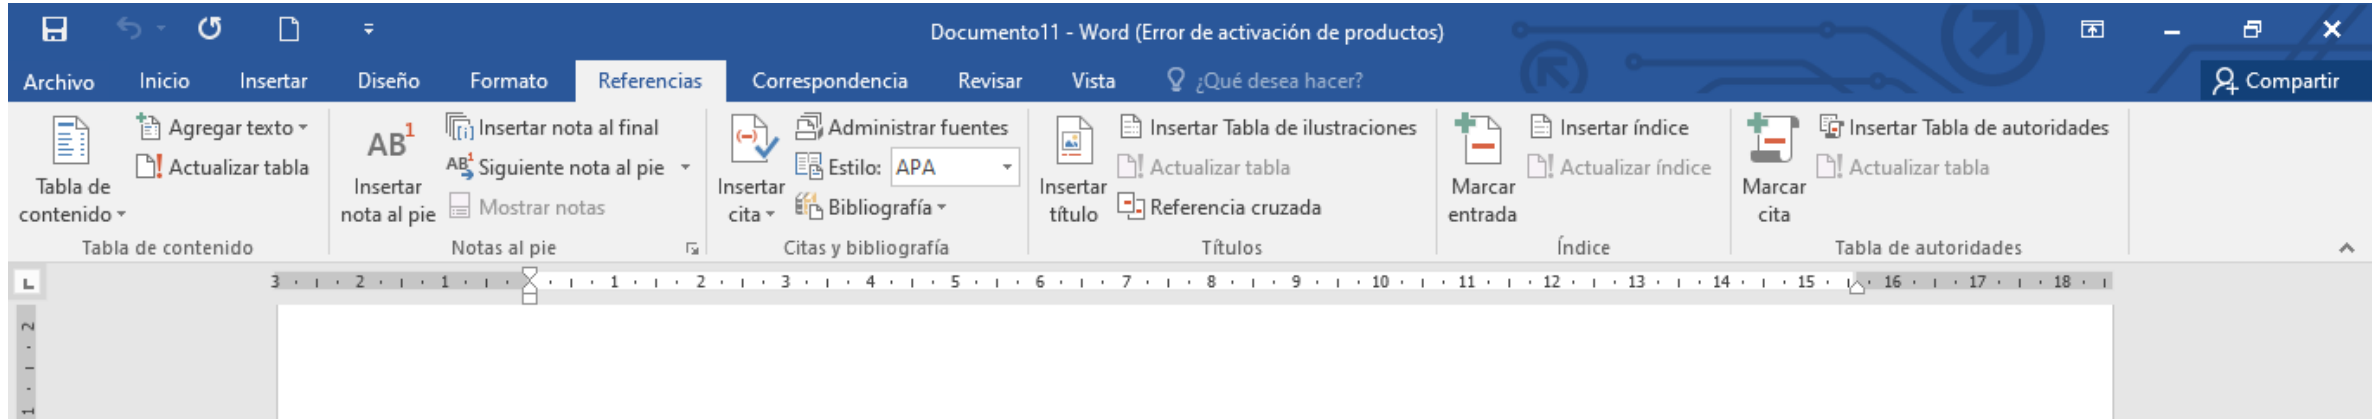 Documento11 - Word (Error de activación de productos)
Archivo Inicio Insertar Diseño Formato Referencias Correspondencia Revisar Vista ¿Qué desea hacer? Compartir
Tabla de contenido
Agregar texto
Actualizar tabla
Tabla de contenido
AB1
Insertar nota al pie
Insertar nota al final
AB1 Siguiente nota al pie
Mostrar notas
Notas al pie
Insertar cita
Administrar fuentes
Estilo: APA
Bibliografía
Citas y bibliografía
Insertar título
Insertar Tabla de ilustraciones
Actualizar tabla
Referencia cruzada
Títulos
Marcar entrada
Insertar índice
Actualizar índice
Índice
Marcar cita
Insertar Tabla de autoridades
Actualizar tabla
Tabla de autoridades
L
3 2 1 1 2 3 4 5 6 7 8 9 10 11 12 13 14 15 16 17 18
2
1